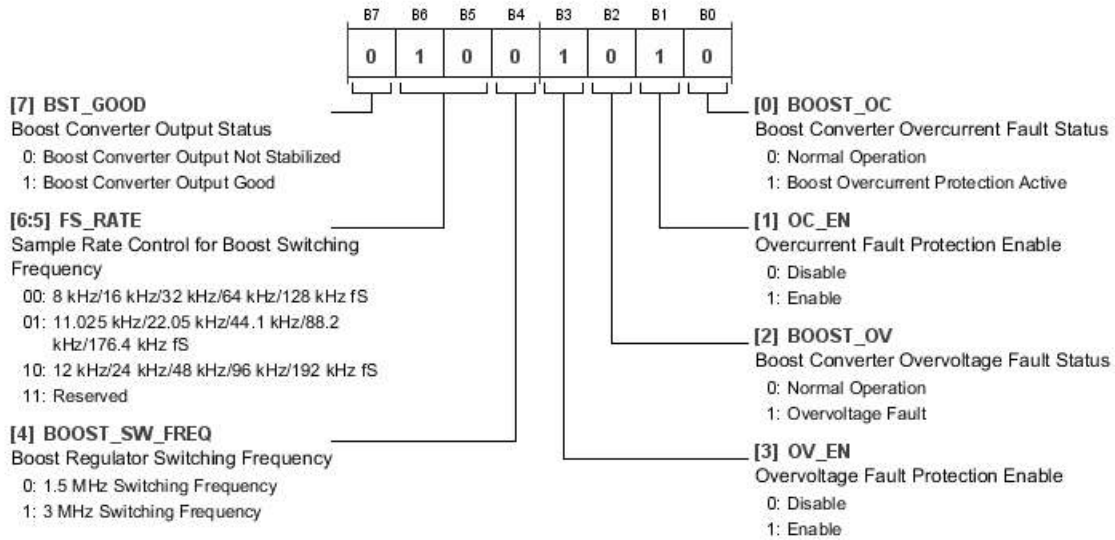 B7 B6 B5 B4 B3 B2 B1 B0
0 1 0 0 1 0 1 0
[7] BST_GOOD
Boost Converter Output Status
0: Boost Converter Output Not Stabilized
1: Boost Converter Output Good
[6:5] FS_RATE
Sample Rate Control for Boost Switching
Frequency
00: 8 kHz/16 kHz/32 kHz/64 kHz/128 kHz fS
01: 11.025 kHz/22.05 kHz/44.1 kHz/88.2
kHz/176.4 kHz fS
10: 12 kHz/24 kHz/48 kHz/96 kHz/192 kHz fS
11: Reserved
[4] BOOST_SW_FREQ
Boost Regulator Switching Frequency
0: 1.5 MHz Switching Frequency
1: 3 MHz Switching Frequency
[0] BOOST_OC
Boost Converter Overcurrent Fault Status
0: Normal Operation
1: Boost Overcurrent Protection Active
[1] OC_EN
Overcurrent Fault Protection Enable
0: Disable
1: Enable
[2] BOOST_OV
Boost Converter Overvoltage Fault Status
0: Normal Operation
1: Overvoltage Fault
[3] OV_EN
Overvoltage Fault Protection Enable
0: Disable
1: Enable